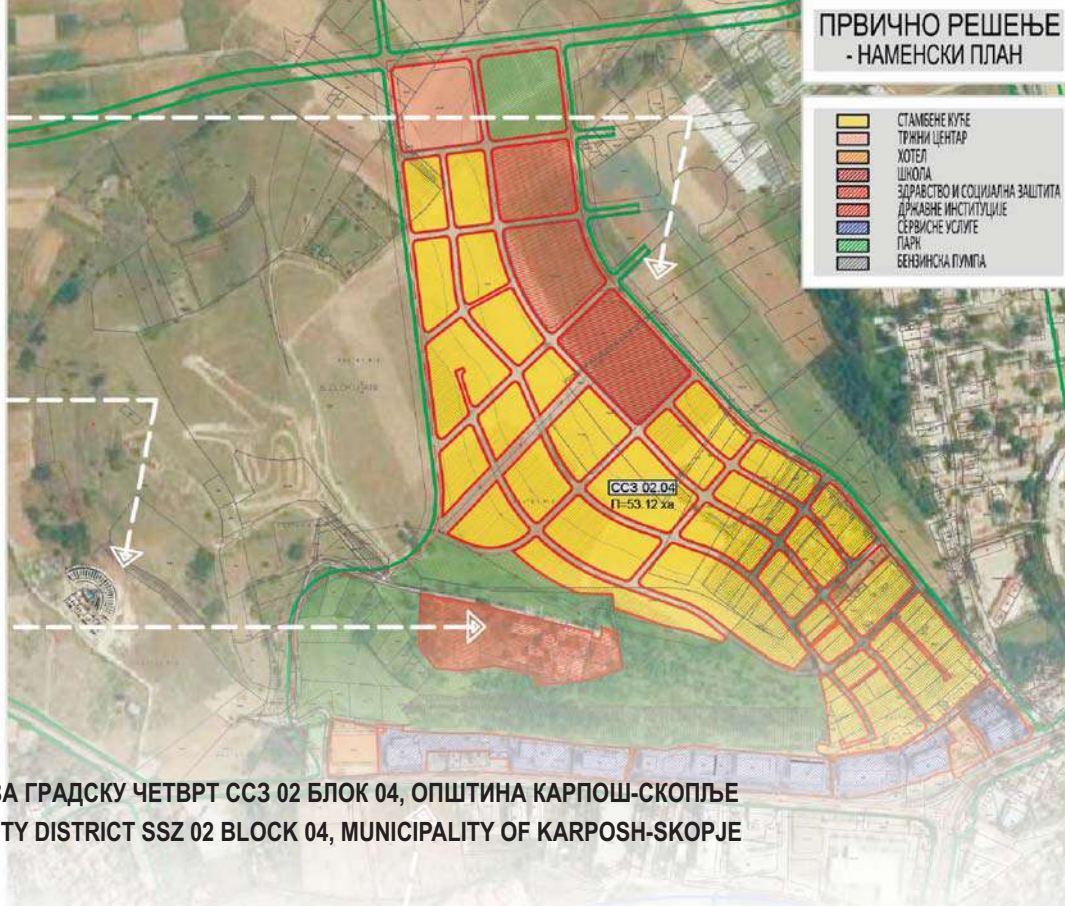 ПРВИЧНО РЕШЕЊЕ
- НАМЕНСКИ ПЛАН
СТАМБЕНЕ КУЋЕ
ТРЖНИ ЦЕНТАР
ХОТЕЛ
ШКОЛА
ЗДРАВСТВО И СОЦИЈАЛНА ЗАШТИТА
ДРЖАВНЕ ИНСТИТУЦИЈЕ
СЕРВИСНЕ УСЛУГЕ
ПАРК
БЕНЗИНСКА ПУМПА
ССЗ 02.04
П=53.12 ха
ЗА ГРАДСКУ ЧЕТВРТ ССЗ 02 БЛОК 04, ОПШТИНА КАРПОШ-СКОПЉЕ
TY DISTRICT SSZ 02 BLOCK 04, MUNICIPALITY OF KARPOSH-SKOPJE